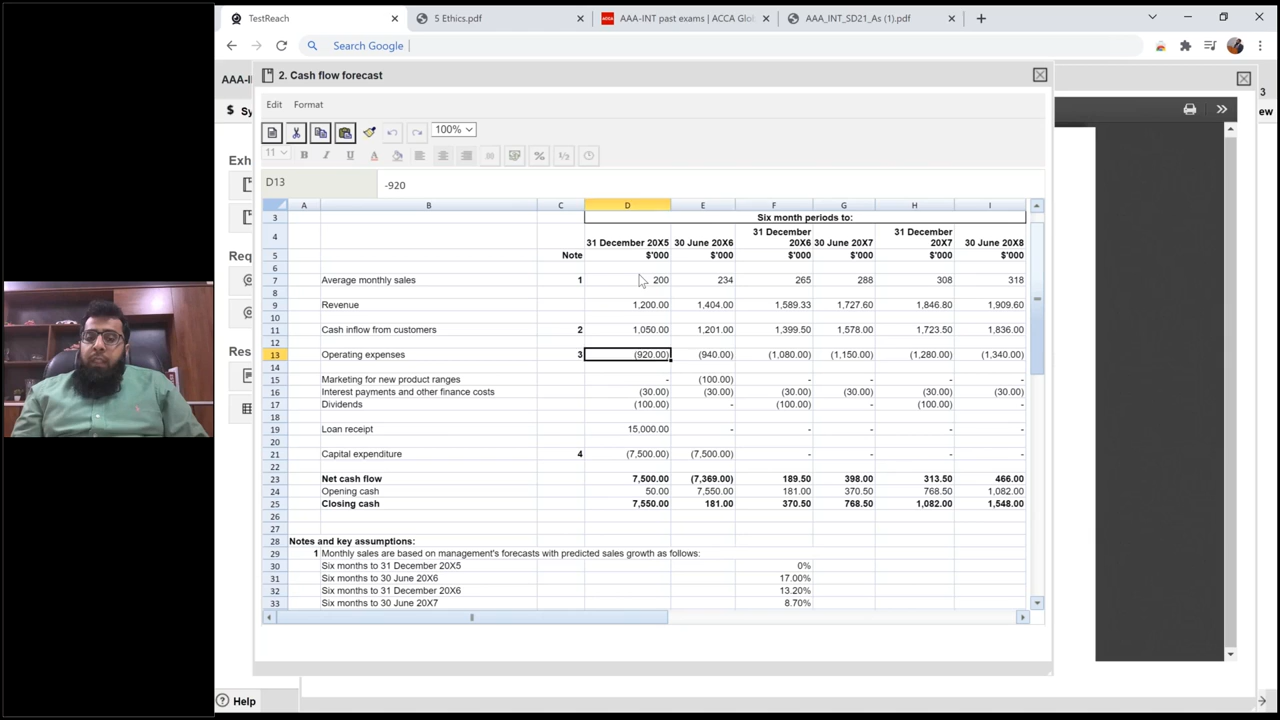 TestReach
5 Ethics.pdf
AAA-INT past exams | ACCA Glo
AAA_INT_SD21_As (1).pdf
Search Google
AAA-I
3
$ Sy
ew
Exh
Req
Res
2. Cash flow forecast
Edit Format
100%
11 B I U A
D13 -920
A B C D E F G H I
3 Six month periods to:
4 31 December 20X5 30 June 20X6 31 December 20X6 30 June 20X7 31 December 20X7 30 June 20X8
5 Note $'000 $'000 $'000 $'000 $'000 $'000
6
7 Average monthly sales 1 200 234 265 288 308 318
8
9 Revenue 1,200.00 1,404.00 1,589.33 1,727.60 1,846.80 1,909.60
10
11 Cash inflow from customers 2 1,050.00 1,201.00 1,399.50 1,578.00 1,723.50 1,836.00
12
13 Operating expenses 3 (920.00) (940.00) (1,080.00) (1,150.00) (1,280.00) (1,340.00)
14
15 Marketing for new product ranges - (100.00) - - - -
16 Interest payments and other finance costs (30.00) (30.00) (30.00) (30.00) (30.00) (30.00)
17 Dividends (100.00) - (100.00) - (100.00) -
18
19 Loan receipt 15,000.00 - - - - -
20
21 Capital expenditure 4 (7,500.00) (7,500.00) - - - -
22
23 Net cash flow 7,500.00 (7,369.00) 189.50 398.00 313.50 466.00
24 Opening cash 50.00 7,550.00 181.00 370.50 768.50 1,082.00
25 Closing cash 7,550.00 181.00 370.50 768.50 1,082.00 1,548.00
26
27
28 Notes and key assumptions:
29 1 Monthly sales are based on management's forecasts with predicted sales growth as follows:
30 Six months to 31 December 20X5 0%
31 Six months to 30 June 20X6 17.00%
32 Six months to 31 December 20X6 13.20%
33 Six months to 30 June 20X7 8.70%
Help